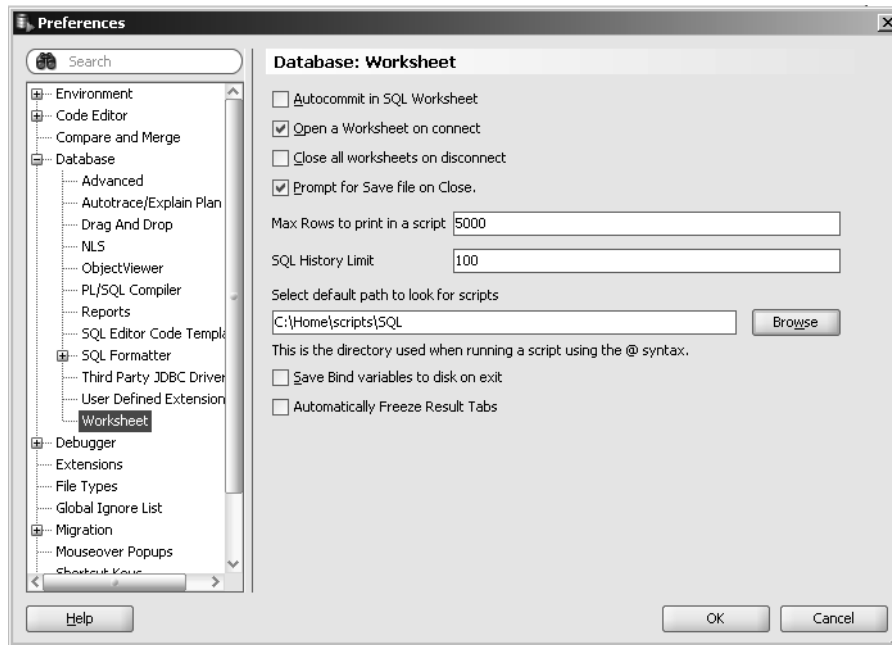 Preferences
Search
Environment
Code Editor
Compare and Merge
Database
Advanced
Autotrace/Explain Plan
Drag And Drop
NLS
ObjectViewer
PL/SQL Compiler
Reports
SQL Editor Code Templa
SQL Formatter
Third Party JDBC Driver
User Defined Extension
Worksheet
Debugger
Extensions
File Types
Global Ignore List
Migration
Mouseover Popups
Shortcut Keys
Database: Worksheet
Autocommit in SQL Worksheet
Open a Worksheet on connect
Close all worksheets on disconnect
Prompt for Save file on Close.
Max Rows to print in a script 5000
SQL History Limit 100
Select default path to look for scripts
C:\Home\scripts\SQL Browse
This is the directory used when running a script using the @ syntax.
Save Bind variables to disk on exit
Automatically Freeze Result Tabs
Help OK Cancel